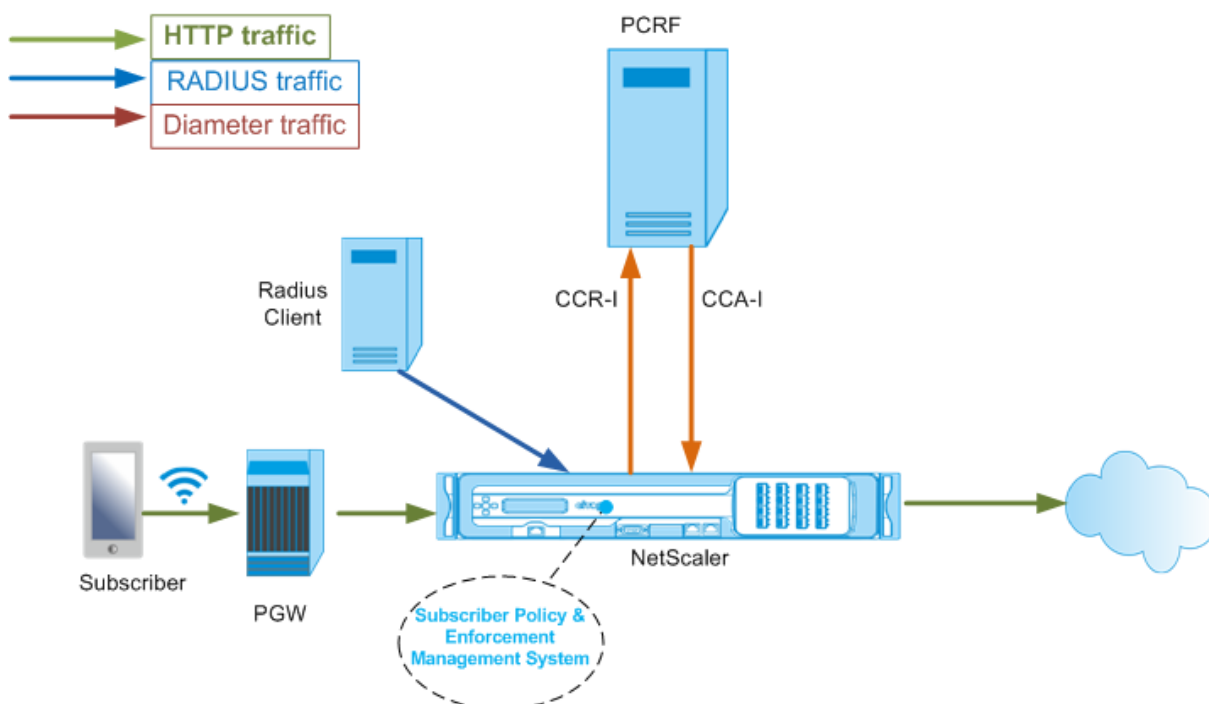 PCRF
HTTP traffic
RADIUS traffic
Diameter traffic
Radius
Client
CCR-I
CCA-I
NetScaler
Subscriber
PGW
Subscriber Policy &
Enforcement
Management System